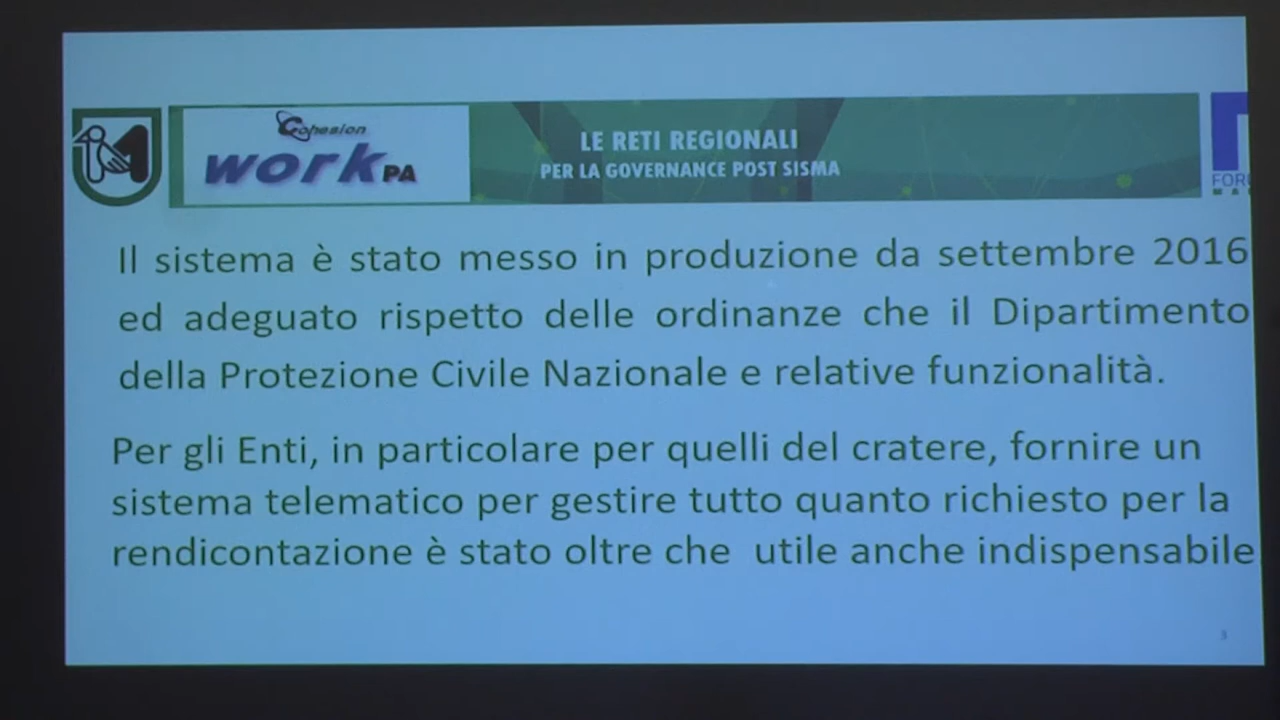 Cohesion
work PA
LE RETI REGIONALI
PER LA GOVERNANCE POST SISMA
Il sistema è stato messo in produzione da settembre 2016
ed adeguato rispetto delle ordinanze che il Dipartimento
della Protezione Civile Nazionale e relative funzionalità.
Per gli Enti, in particolare per quelli del cratere, fornire un
sistema telematico per gestire tutto quanto richiesto per la
rendicontazione è stato oltre che utile anche indispensabile
3